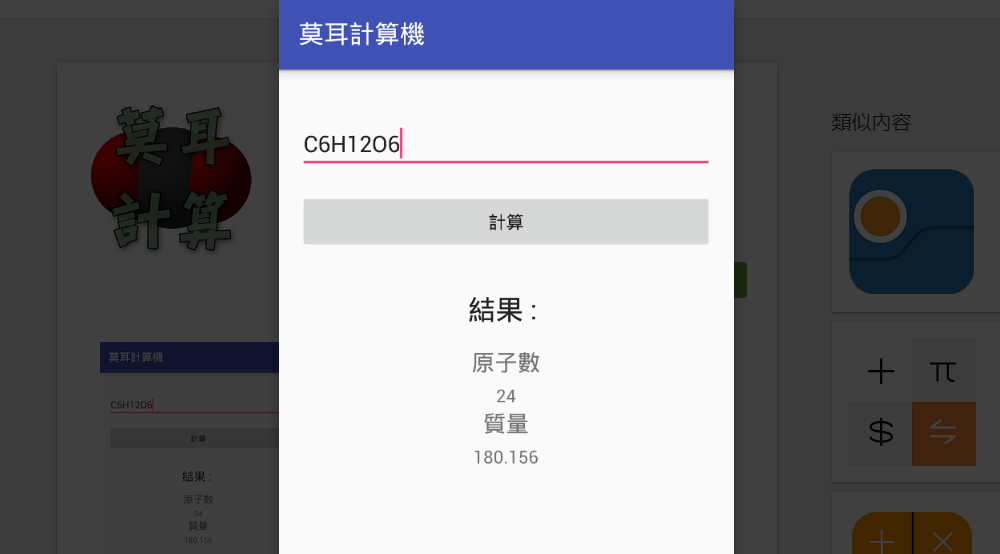 莫耳計算機
C6H12O6
計算
結果 :
原子數
24
質量
180.156
莫耳
計算
莫耳計算機
C6H12O6
計算
結果 :
原子數
24
質量
180.156
類似內容
+ π
$
+ ×